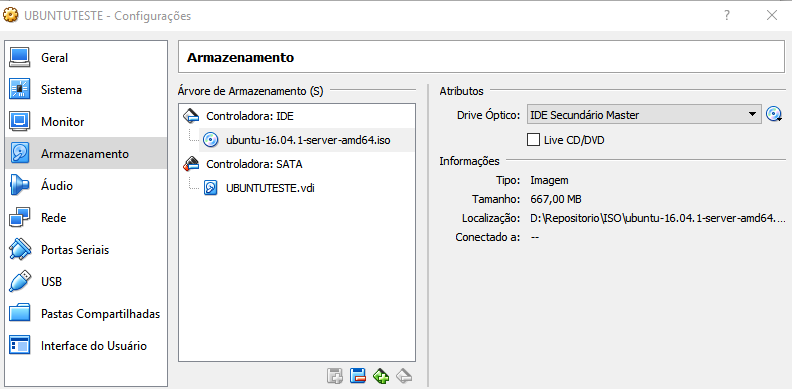 UBUNTUTESTE - Configurações
Geral
Sistema
Monitor
Armazenamento
Áudio
Rede
Portas Seriais
USB
Pastas Compartilhadas
Interface do Usuário
Armazenamento
Árvore de Armazenamento (S)
Controladora: IDE
ubuntu-16.04.1-server-amd64.iso
Controladora: SATA
UBUNTUTESTE.vdi
Atributos
Drive Óptico: IDE Secundário Master
Live CD/DVD
Informações
Tipo: Imagem
Tamanho: 667,00 MB
Localização: D:\Repositorio\ISO\ubuntu-16.04.1-server-amd64....
Conectado a: --